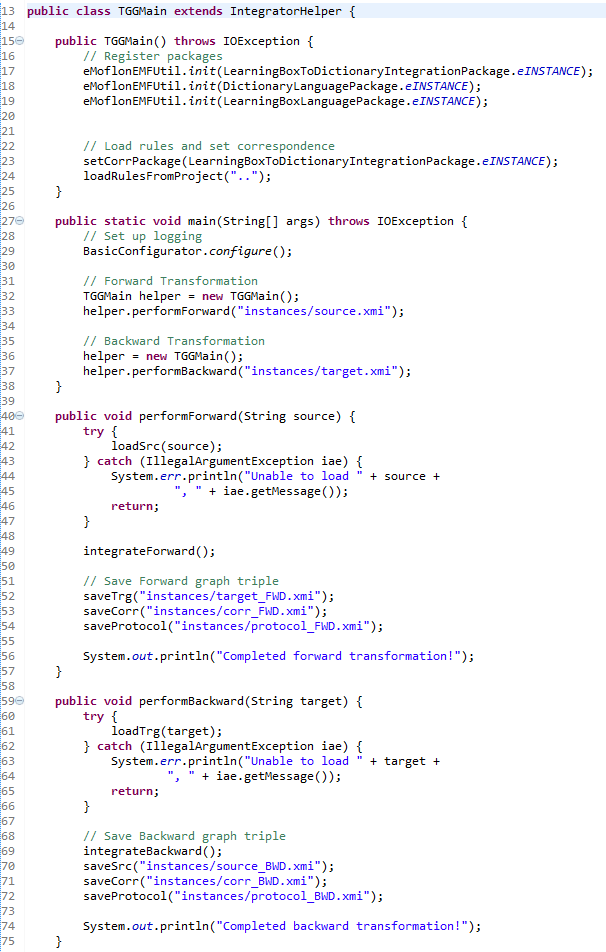 13 public class TGGMain extends IntegratorHelper {
14
15 public TGGMain() throws IOException {
16 // Register packages
17 eMoflonEMFUtil.init(LearningBoxToDictionaryIntegrationPackage.eINSTANCE);
18 eMoflonEMFUtil.init(DictionaryLanguagePackage.eINSTANCE);
19 eMoflonEMFUtil.init(LearningBoxLanguagePackage.eINSTANCE);
20
21
22 // Load rules and set correspondence
23 setCorrPackage(LearningBoxToDictionaryIntegrationPackage.eINSTANCE);
24 loadRulesFromProject("..");
25 }
26
27 public static void main(String[] args) throws IOException {
28 // Set up logging
29 BasicConfigurator.configure();
30
31 // Forward Transformation
32 TGGMain helper = new TGGMain();
33 helper.performForward("instances/source.xmi");
34
35 // Backward Transformation
36 helper = new TGGMain();
37 helper.performBackward("instances/target.xmi");
38 }
39
40 public void performForward(String source) {
41 try {
42 loadSrc(source);
43 } catch (IllegalArgumentException iae) {
44 System.err.println("Unable to load " + source +
45 ", " + iae.getMessage());
46 return;
47 }
48
49 integrateForward();
50
51 // Save Forward graph triple
52 saveTrg("instances/target_FWD.xmi");
53 saveCorr("instances/corr_FWD.xmi");
54 saveProtocol("instances/protocol_FWD.xmi");
55
56 System.out.println("Completed forward transformation!");
57 }
58
59 public void performBackward(String target) {
60 try {
61 loadTrg(target);
62 } catch (IllegalArgumentException iae) {
63 System.err.println("Unable to load " + target +
64 ", " + iae.getMessage());
65 return;
66 }
67
68 // Save Backward graph triple
69 integrateBackward();
70 saveSrc("instances/source_BWD.xmi");
71 saveCorr("instances/corr_BWD.xmi");
72 saveProtocol("instances/protocol_BWD.xmi");
73
74 System.out.println("Completed backward transformation!");
75 }